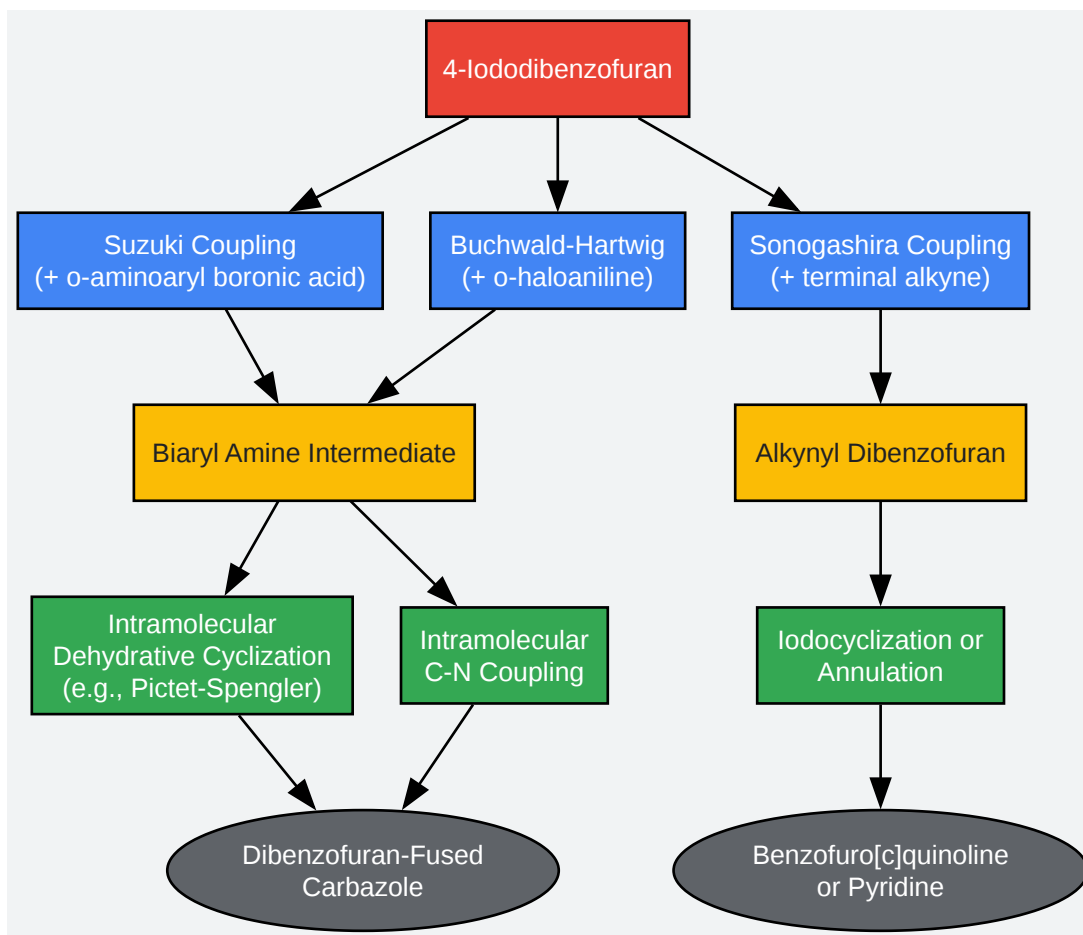 4-Iododibenzofuran
Suzuki Coupling
(+ o-aminoaryl boronic acid)
Buchwald-Hartwig
(+ o-haloaniline)
Sonogashira Coupling
(+ terminal alkyne)
Biaryl Amine Intermediate
Alkynyl Dibenzofuran
Intramolecular
Dehydrative Cyclization
(e.g., Pictet-Spengler)
Intramolecular
C-N Coupling
Iodocyclization or
Annulation
Dibenzofuran-Fused
Carbazole
Benzofuro[c]quinoline
or Pyridine